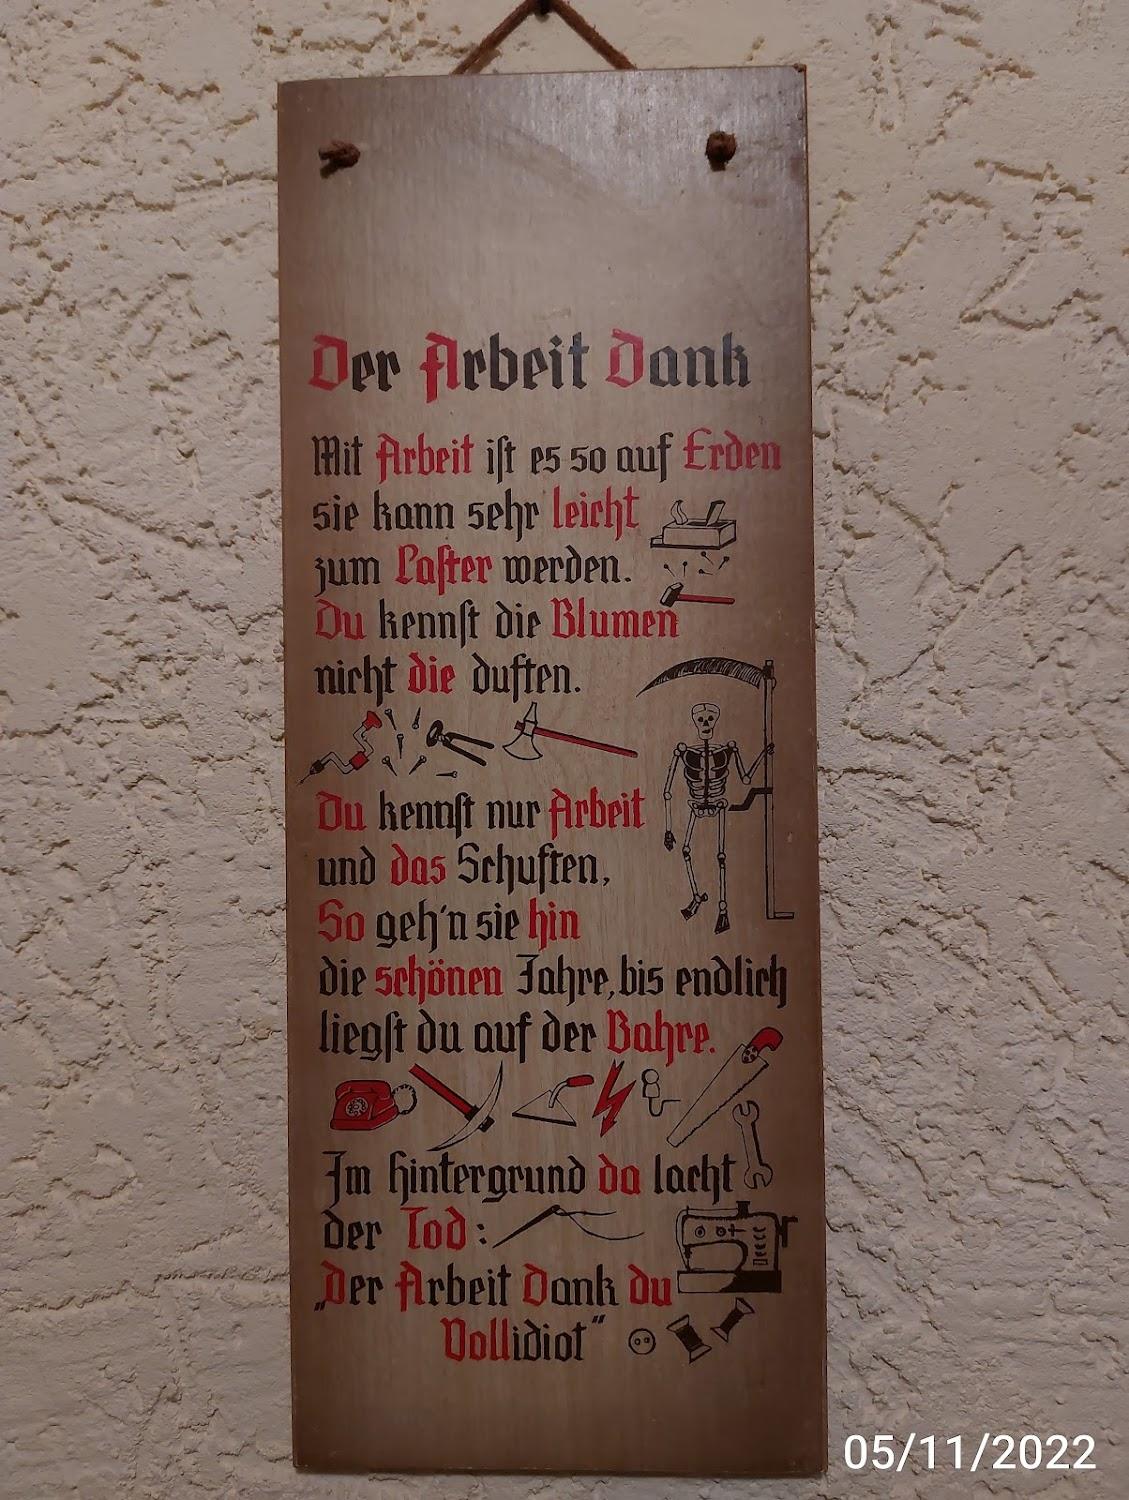 Der Arbeit Dank
Mit Arbeit ist es so auf Erden
sie kann sehr leicht
zum Laster werden.
Du kennst die Blumen
nicht die duften.
Du kennst nur Arbeit
und das Schuften,
So geh'n sie hin
die schönen Jahre, bis endlich
liegst du auf der Bahre.
Im Hintergrund da lacht
der Tod:
„Der Arbeit Dank du
Vollidiot"
05/11/2022